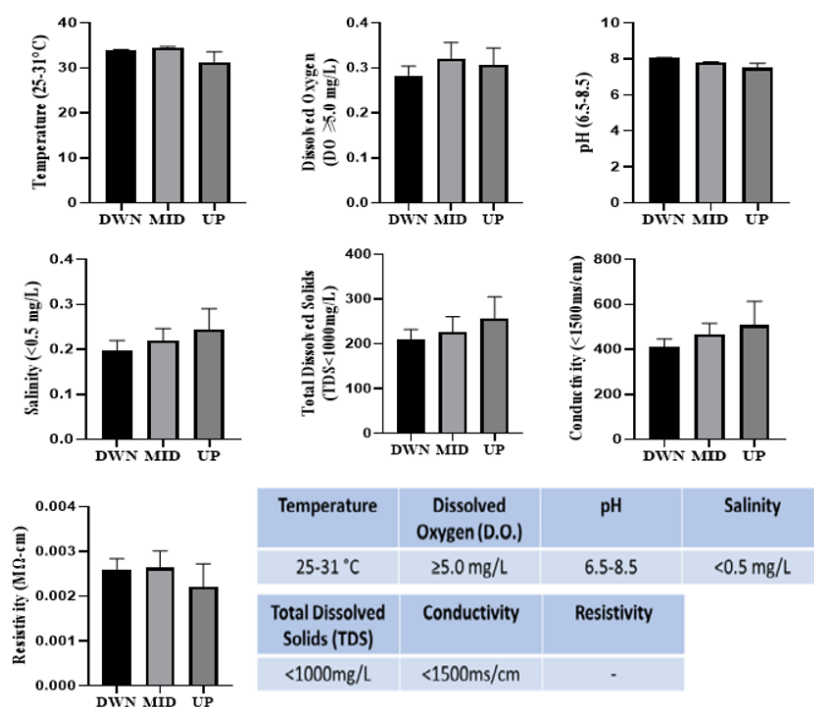 Temperature (25-31°C)
40
30
20
10
0
DWN MID UP
Dissolved Oxygen
(DO ≥5.0 mg/L)
0.4
0.3
0.2
0.1
0.0
DWN MID UP
pH (6.5-8.5)
10
8
6
4
2
0
DWN MID UP
Salinity (<0.5 mg/L)
0.4
0.3
0.2
0.1
0.0
DWN MID UP
Total Dissolved Solids
(TDS<1000mg/L)
400
300
200
100
0
DWN MID UP
Conductivity (<1500ms/cm)
800
600
400
200
0
DWN MID UP
Resistivity (MΩ-cm)
0.004
0.003
0.002
0.001
0.000
DWN MID UP
Temperature Dissolved Oxygen (D.O.) pH Salinity
25-31 °C ≥5.0 mg/L 6.5-8.5 <0.5 mg/L
Total Dissolved Solids (TDS) Conductivity Resistivity
<1000mg/L <1500ms/cm -